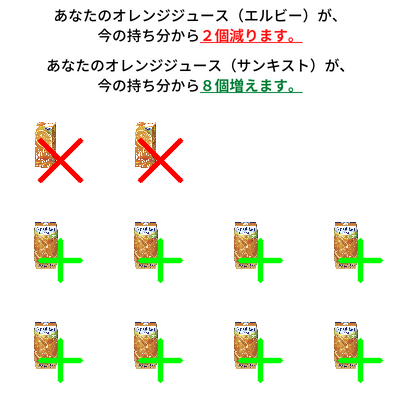 あなたのオレンジジュース（エルビー）が、
今の持ち分から２個減ります。
あなたのオレンジジュース（サンキスト）が、
今の持ち分から８個増えます。